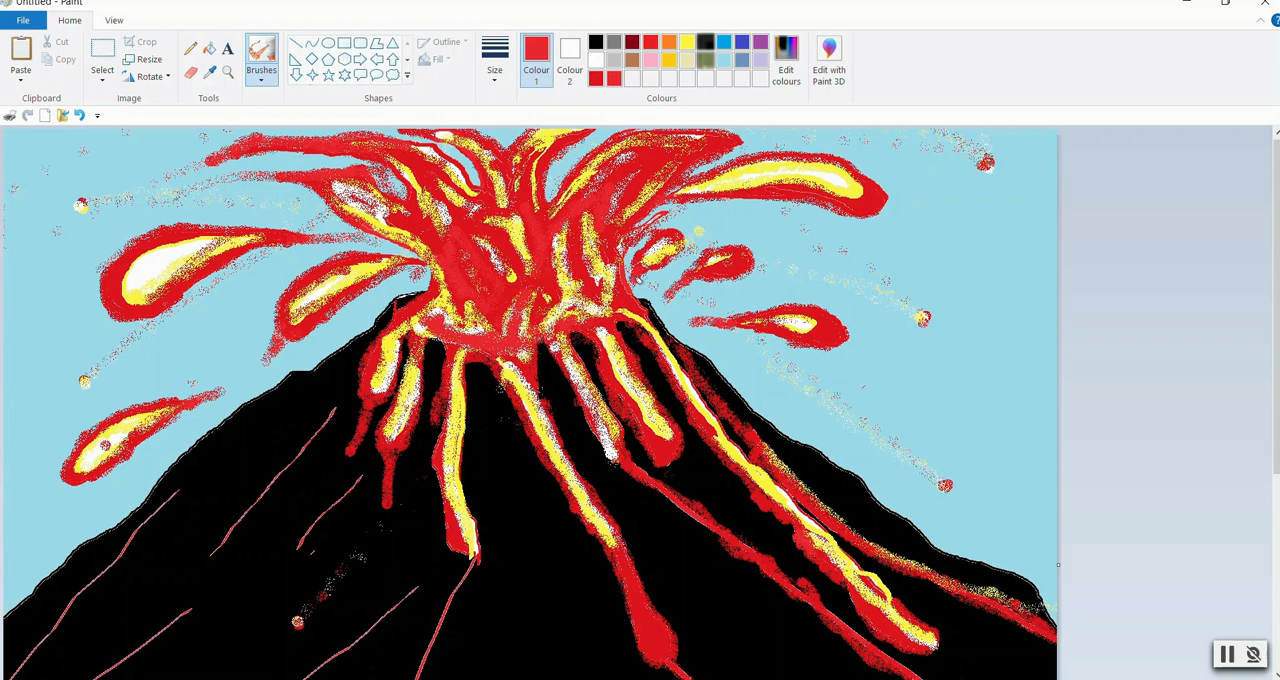 Untitled - Paint
File Home View
Cut
Copy
Paste
Clipboard
Crop
Resize
Rotate
Select
Image
A
Tools
Brushes
Outline
Fill
Shapes
Size
Colour
1
Colour
2
Edit
colours
Edit with
Paint 3D
Colours